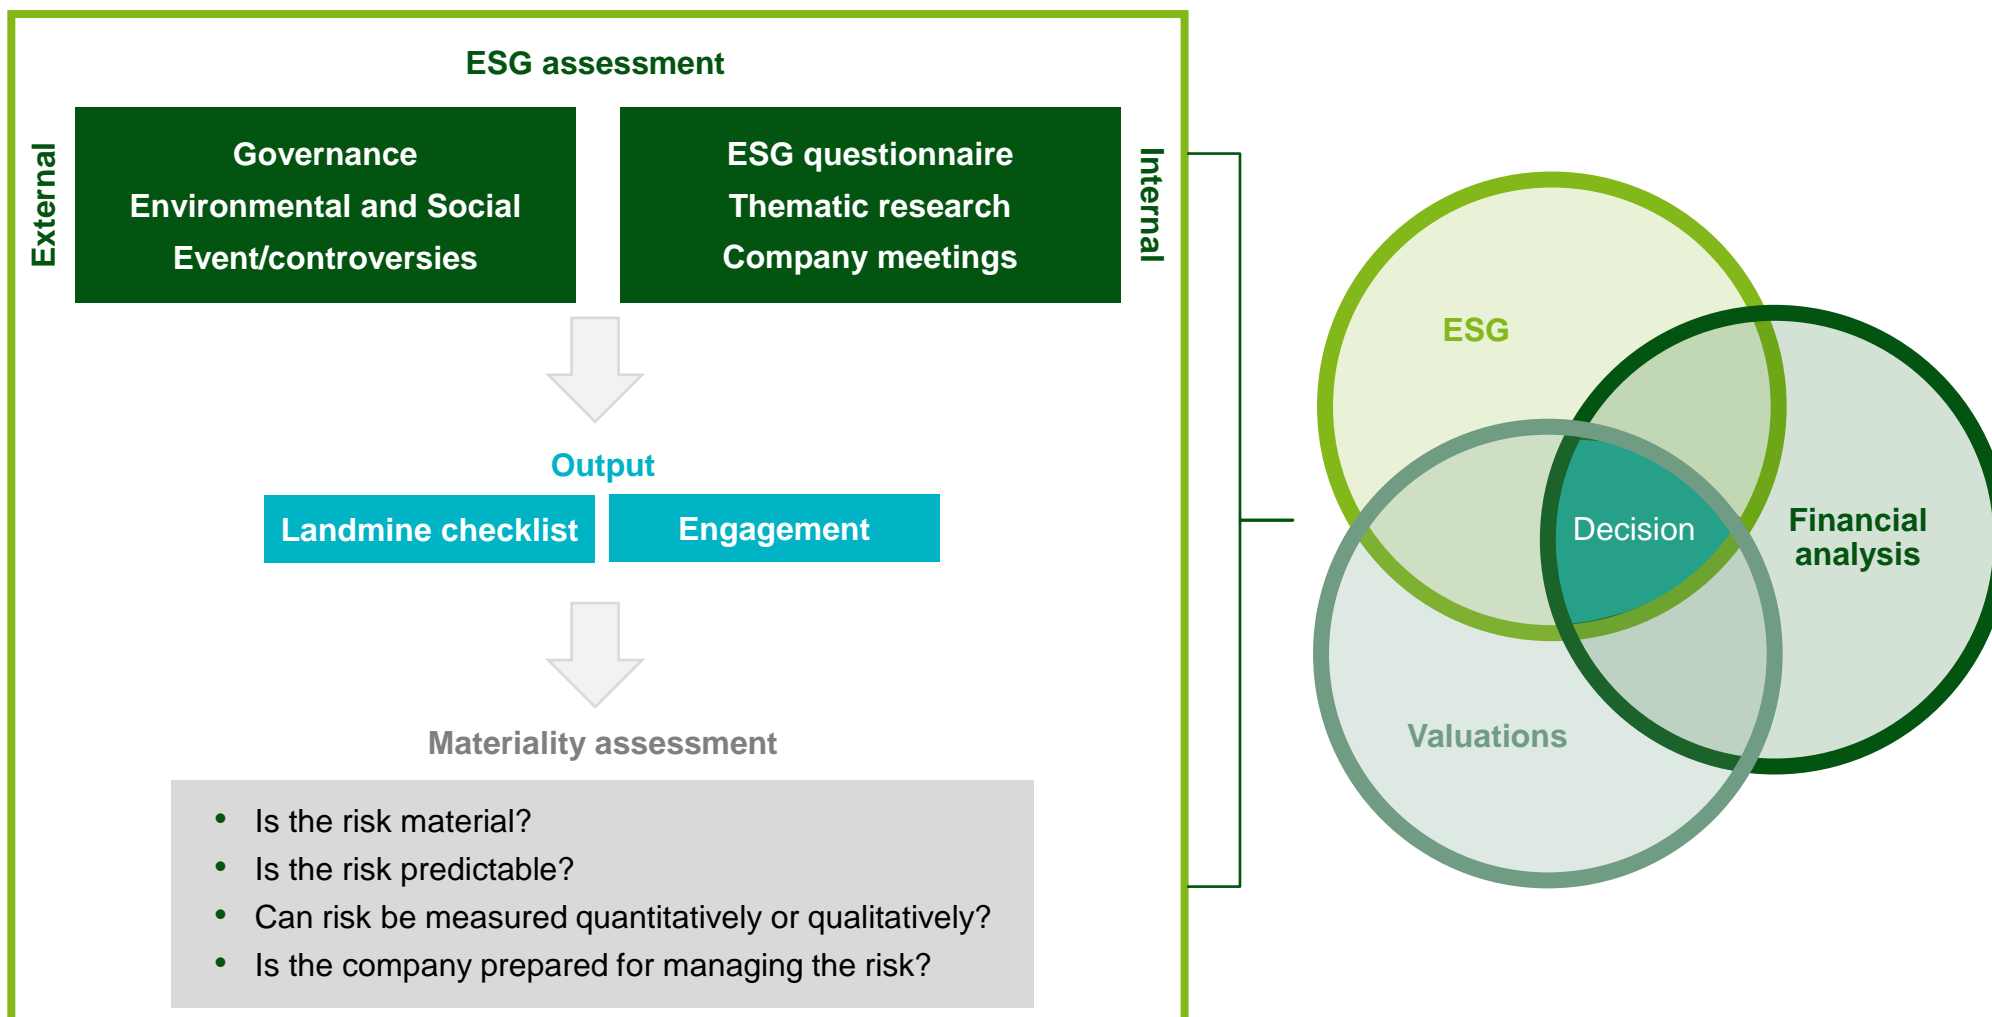 ESG assessment
External
Governance
Environmental and Social
Event/controversies
ESG questionnaire
Thematic research
Company meetings
Internal
Output
Landmine checklist
Engagement
Materiality assessment
• Is the risk material?
• Is the risk predictable?
• Can risk be measured quantitatively or qualitatively?
• Is the company prepared for managing the risk?
ESG
Decision
Financial
analysis
Valuations